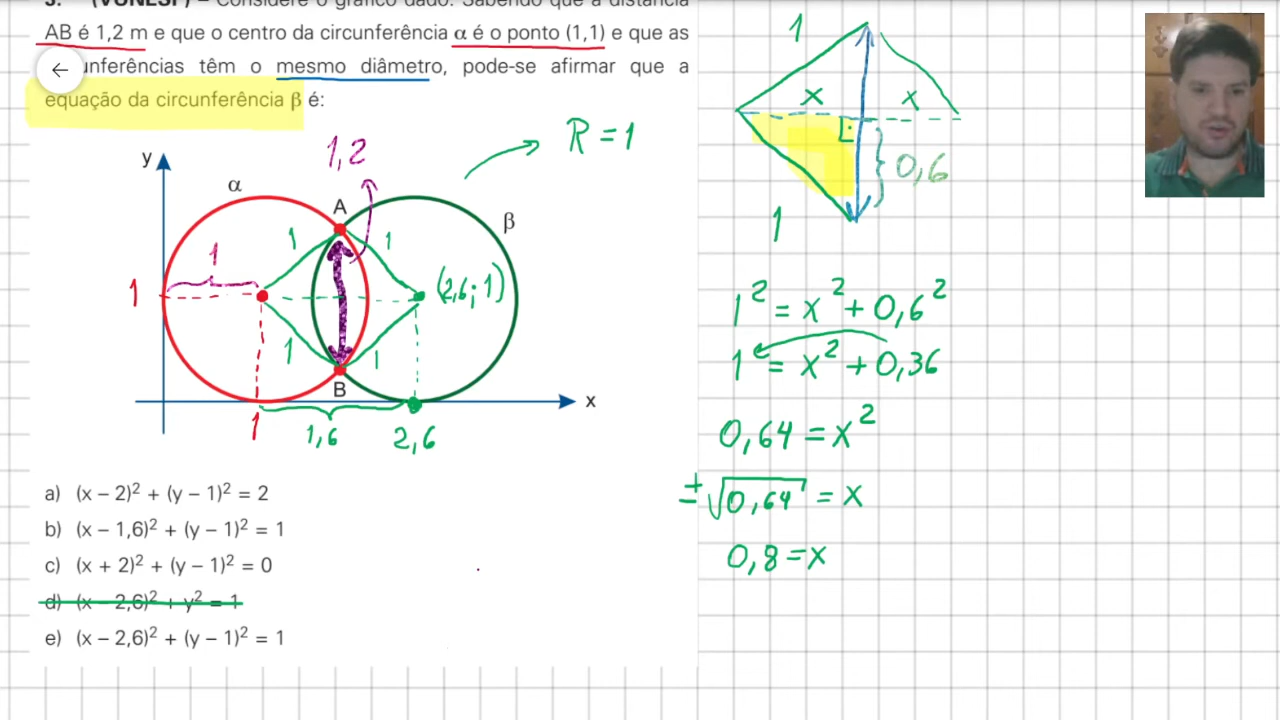 3. (VUNESP) – Considere o gráfico dado. Sabendo que a distância
AB é 1,2 m e que o centro da circunferência α é o ponto (1,1) e que as
unferências têm o mesmo diâmetro, pode-se afirmar que a
equação da circunferência β é:
R = 1
1,2
y
α
A
β
1
1
1
1
(2,6; 1)
1
1
B
x
1
1,6
2,6
a) (x – 2)² + (y – 1)² = 2
b) (x – 1,6)² + (y – 1)² = 1
c) (x + 2)² + (y – 1)² = 0
d) (x – 2,6)² + y² = 1
e) (x – 2,6)² + (y – 1)² = 1
1
x
x
0,6
1
1² = x² + 0,6²
1 = x² + 0,36
0,64 = x²
±√0,64 = x
0,8 = x